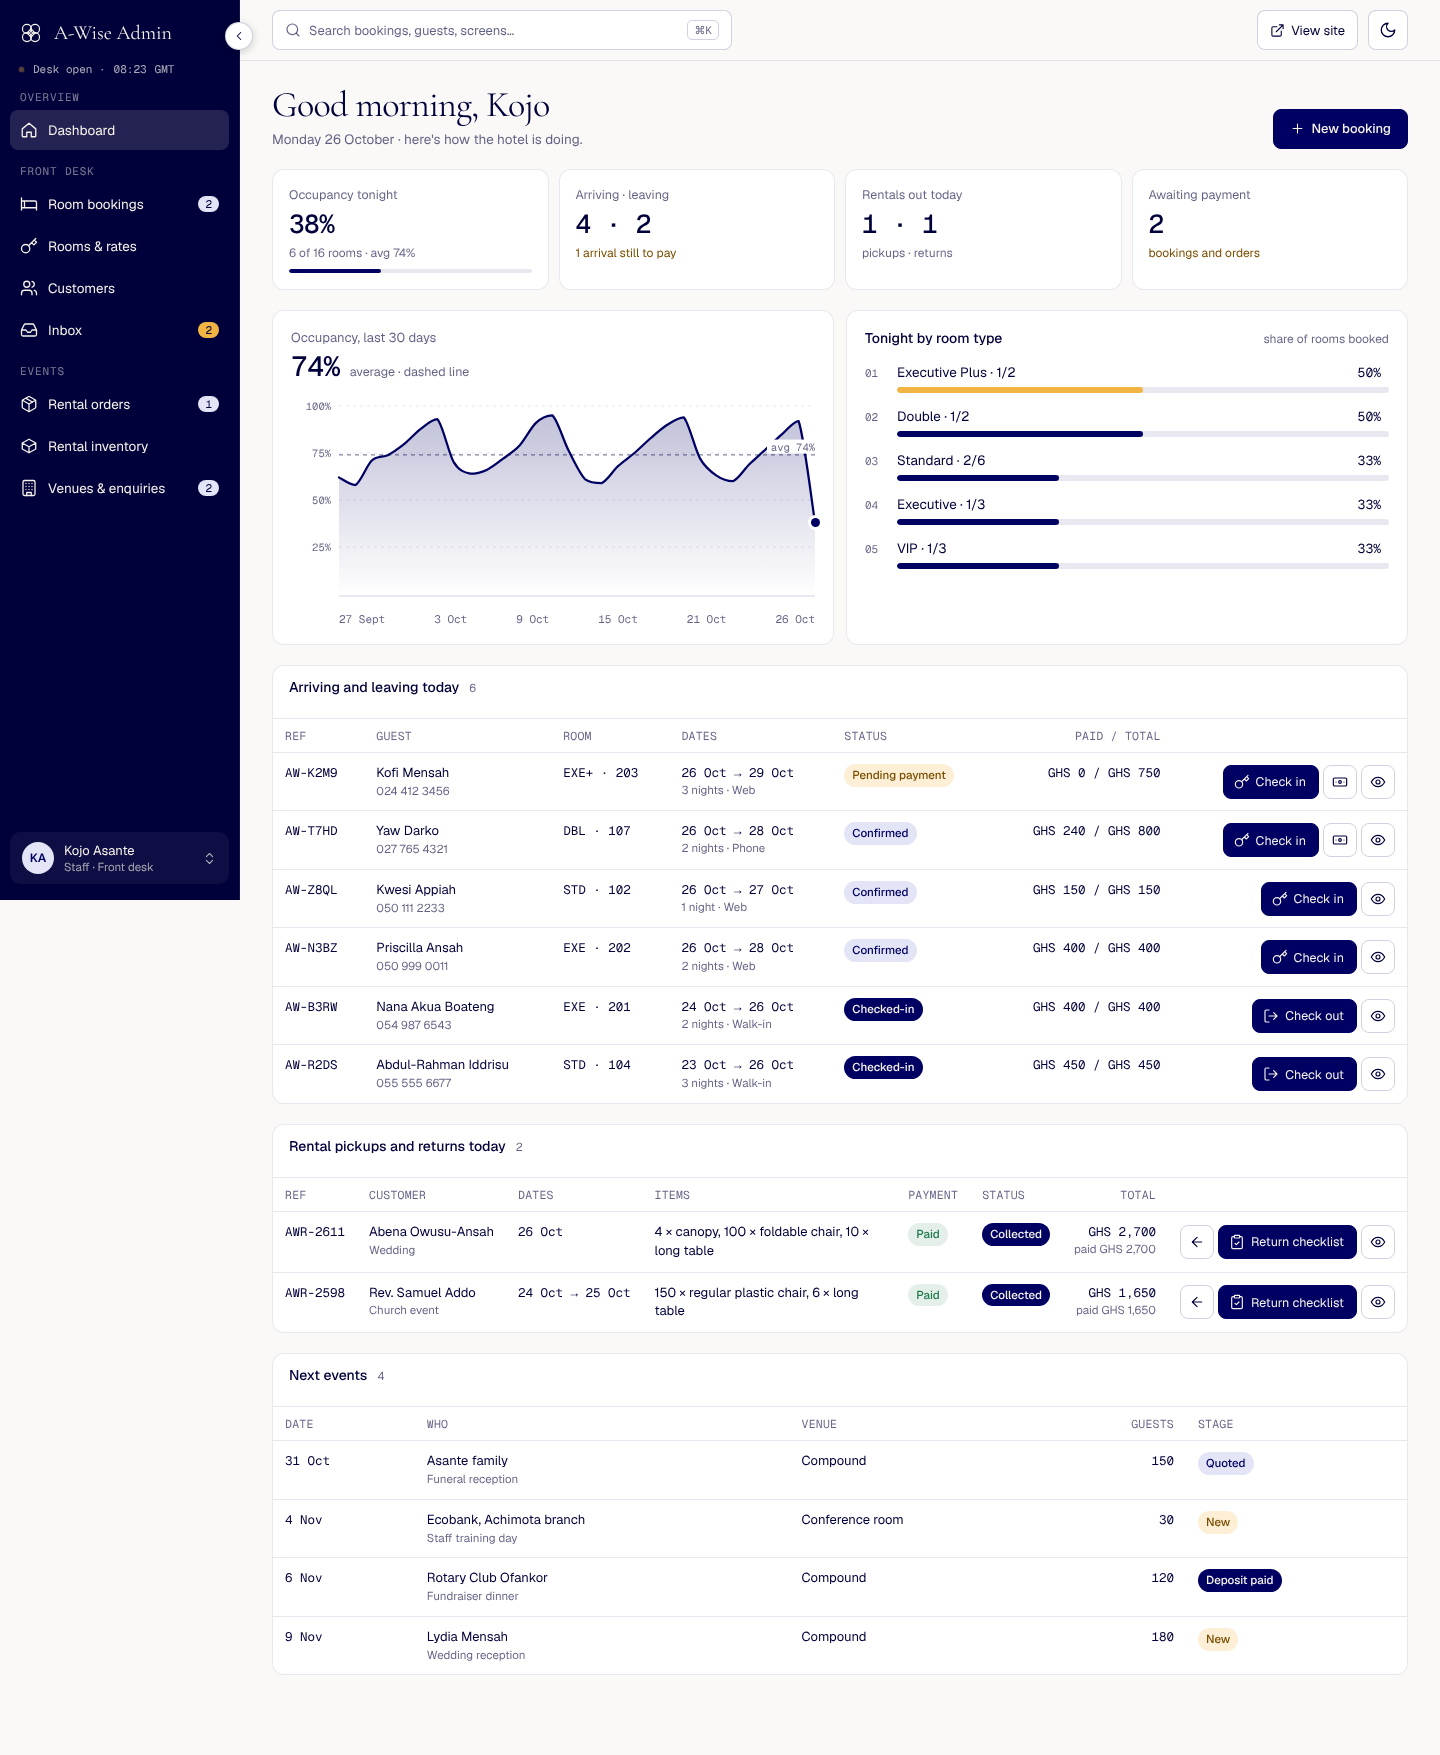 A-Wise Admin
Desk open · 08:23 GMT
OVERVIEW
Dashboard
FRONT DESK
Room bookings 2
Rooms & rates
Customers
Inbox 2
EVENTS
Rental orders 1
Rental inventory
Venues & enquiries 2
KA
Kojo Asante
Staff · Front desk
Search bookings, guests, screens… ⌘K
View site
Good morning, Kojo
Monday 26 October · here's how the hotel is doing.
New booking
Occupancy tonight
38%
6 of 16 rooms · avg 74%
Arriving · leaving
4 · 2
1 arrival still to pay
Rentals out today
1 · 1
pickups · returns
Awaiting payment
2
bookings and orders
Occupancy, last 30 days
74% average · dashed line
100%
75%
50%
25%
avg 74%
27 Sept 3 Oct 9 Oct 15 Oct 21 Oct 26 Oct
Tonight by room type share of rooms booked
01 Executive Plus · 1/2 50%
02 Double · 1/2 50%
03 Standard · 2/6 33%
04 Executive · 1/3 33%
05 VIP · 1/3 33%
Arriving and leaving today 6
REF GUEST ROOM DATES STATUS PAID / TOTAL
AW-K2M9 Kofi Mensah EXE+ · 203 26 Oct → 29 Oct Pending payment GHS 0 / GHS 750 Check in
024 412 3456 3 nights · Web
AW-T7HD Yaw Darko DBL · 107 26 Oct → 28 Oct Confirmed GHS 240 / GHS 800 Check in
027 765 4321 2 nights · Phone
AW-Z8QL Kwesi Appiah STD · 102 26 Oct → 27 Oct Confirmed GHS 150 / GHS 150 Check in
050 111 2233 1 night · Web
AW-N3BZ Priscilla Ansah EXE · 202 26 Oct → 28 Oct Confirmed GHS 400 / GHS 400 Check in
050 999 0011 2 nights · Web
AW-B3RW Nana Akua Boateng EXE · 201 24 Oct → 26 Oct Checked-in GHS 400 / GHS 400 Check out
054 987 6543 2 nights · Walk-in
AW-R2DS Abdul-Rahman Iddrisu STD · 104 23 Oct → 26 Oct Checked-in GHS 450 / GHS 450 Check out
055 555 6677 3 nights · Walk-in
Rental pickups and returns today 2
REF CUSTOMER DATES ITEMS PAYMENT STATUS TOTAL
AWR-2611 Abena Owusu-Ansah 26 Oct 4 × canopy, 100 × foldable chair, 10 × Paid Collected GHS 2,700 Return checklist
Wedding long table paid GHS 2,700
AWR-2598 Rev. Samuel Addo 24 Oct → 25 Oct 150 × regular plastic chair, 6 × long Paid Collected GHS 1,650 Return checklist
Church event table paid GHS 1,650
Next events 4
DATE WHO VENUE GUESTS STAGE
31 Oct Asante family Compound 150 Quoted
Funeral reception
4 Nov Ecobank, Achimota branch Conference room 30 New
Staff training day
6 Nov Rotary Club Ofankor Compound 120 Deposit paid
Fundraiser dinner
9 Nov Lydia Mensah Compound 180 New
Wedding reception